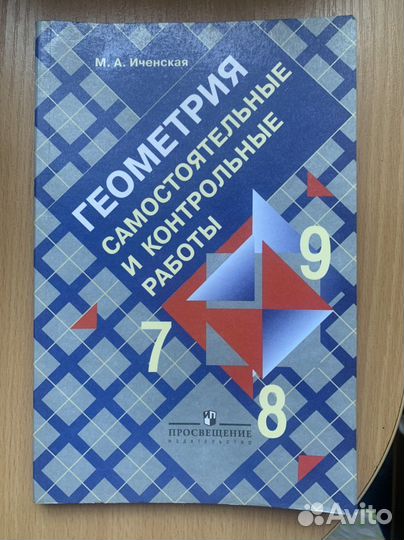 М. А. Иченская
ГЕОМЕТРИЯ
САМОСТОЯТЕЛЬНЫЕ
И КОНТРОЛЬНЫЕ
РАБОТЫ
9
7
8
ПРОСВЕЩЕНИЕ
ИЗДАТЕЛЬСТВО
Avito